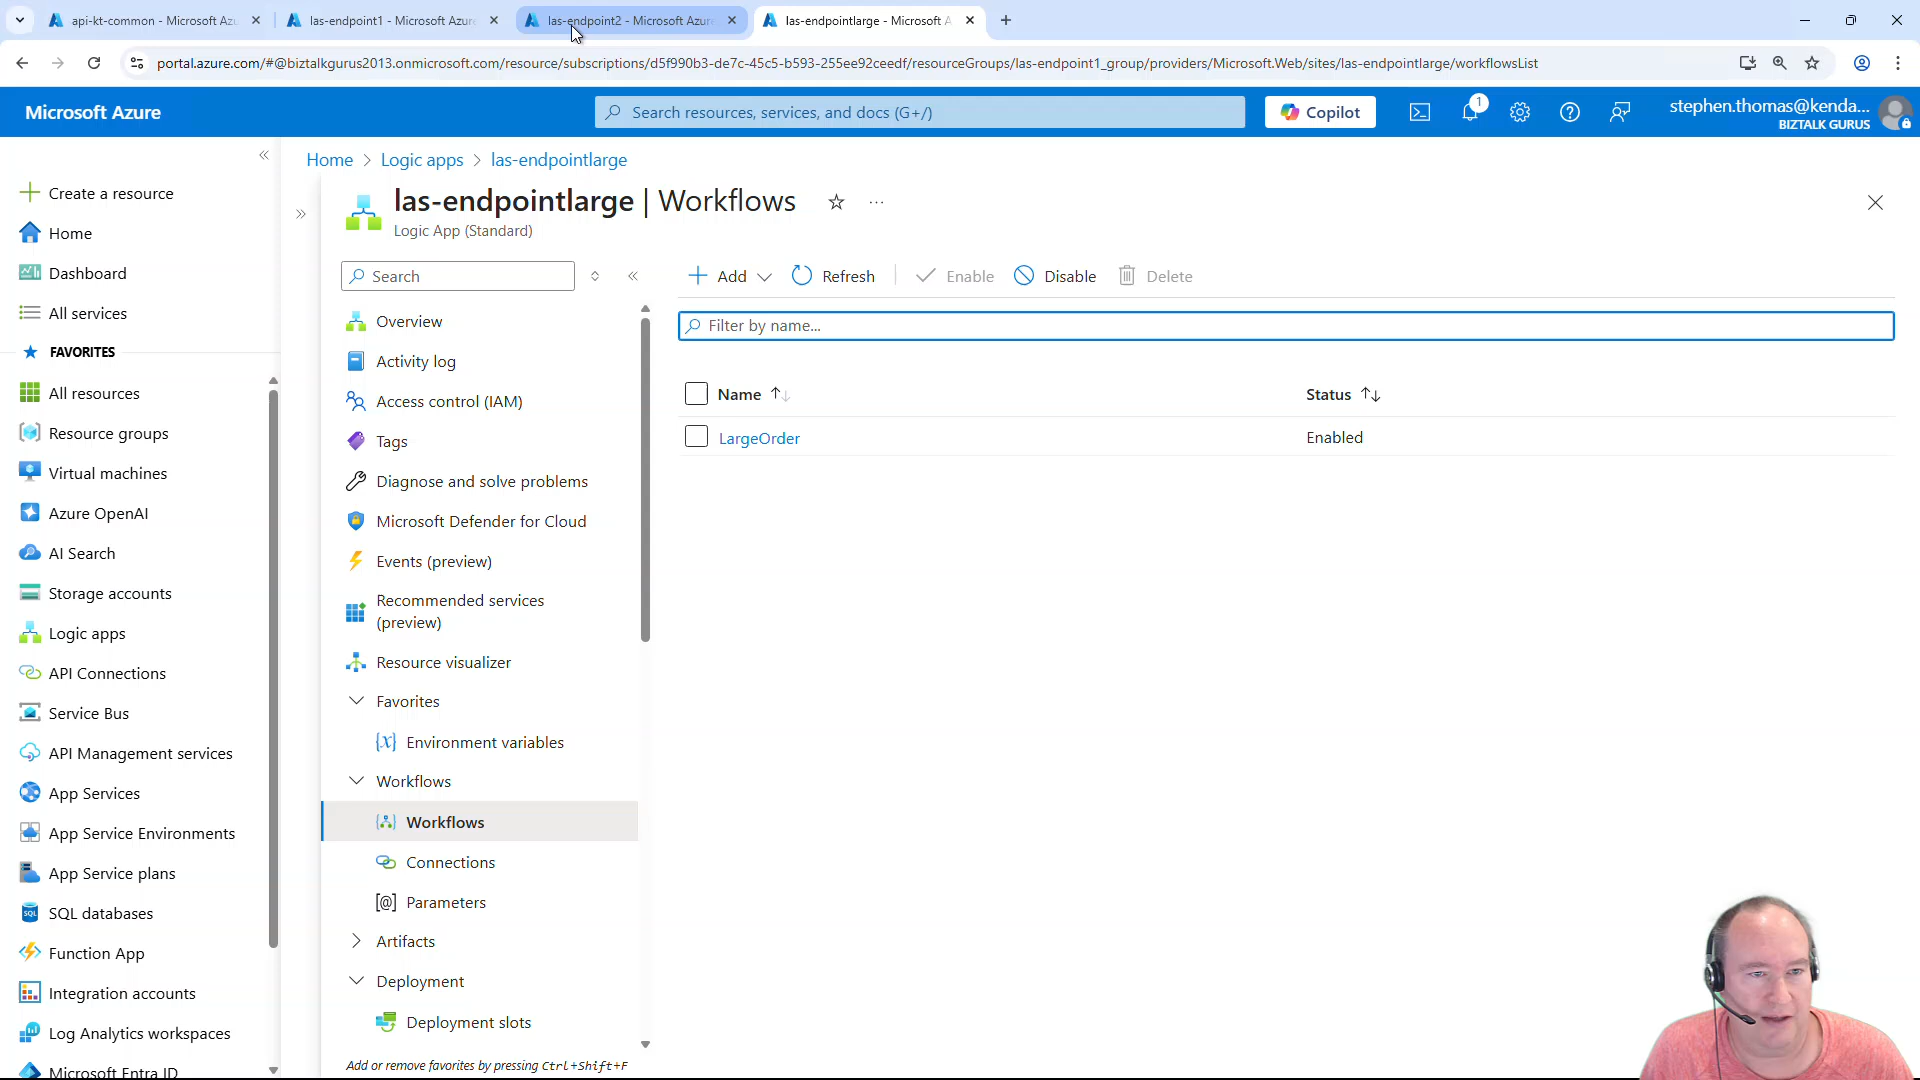 api-kt-common - Microsoft Az
las-endpoint1 - Microsoft Azure
las-endpoint2 - Microsoft Azur
las-endpointlarge - Microsoft A
portal.azure.com/#@biztalkgurus2013.onmicrosoft.com/resource/subscriptions/d5f990b3-de7c-45c5-b593-255ee92ceedf/resourceGroups/las-endpoint1_group/providers/Microsoft.Web/sites/las-endpointlarge/workflowsList
Microsoft Azure
Search resources, services, and docs (G+/)
Copilot
1
stephen.thomas@kenda...
BIZTALK GURUS
Create a resource
Home
Dashboard
All services
FAVORITES
All resources
Resource groups
Virtual machines
Azure OpenAI
AI Search
Storage accounts
Logic apps
API Connections
Service Bus
API Management services
App Services
App Service Environments
App Service plans
SQL databases
Function App
Integration accounts
Log Analytics workspaces
Microsoft Entra ID
Home > Logic apps > las-endpointlarge
las-endpointlarge | Workflows
Logic App (Standard)
Search
Overview
Activity log
Access control (IAM)
Tags
Diagnose and solve problems
Microsoft Defender for Cloud
Events (preview)
Recommended services
(preview)
Resource visualizer
Favorites
Environment variables
Workflows
Workflows
Connections
Parameters
Artifacts
Deployment
Deployment slots
Add or remove favorites by pressing Ctrl+Shift+F
Add
Refresh
Enable
Disable
Delete
Filter by name...
Name
Status
LargeOrder
Enabled